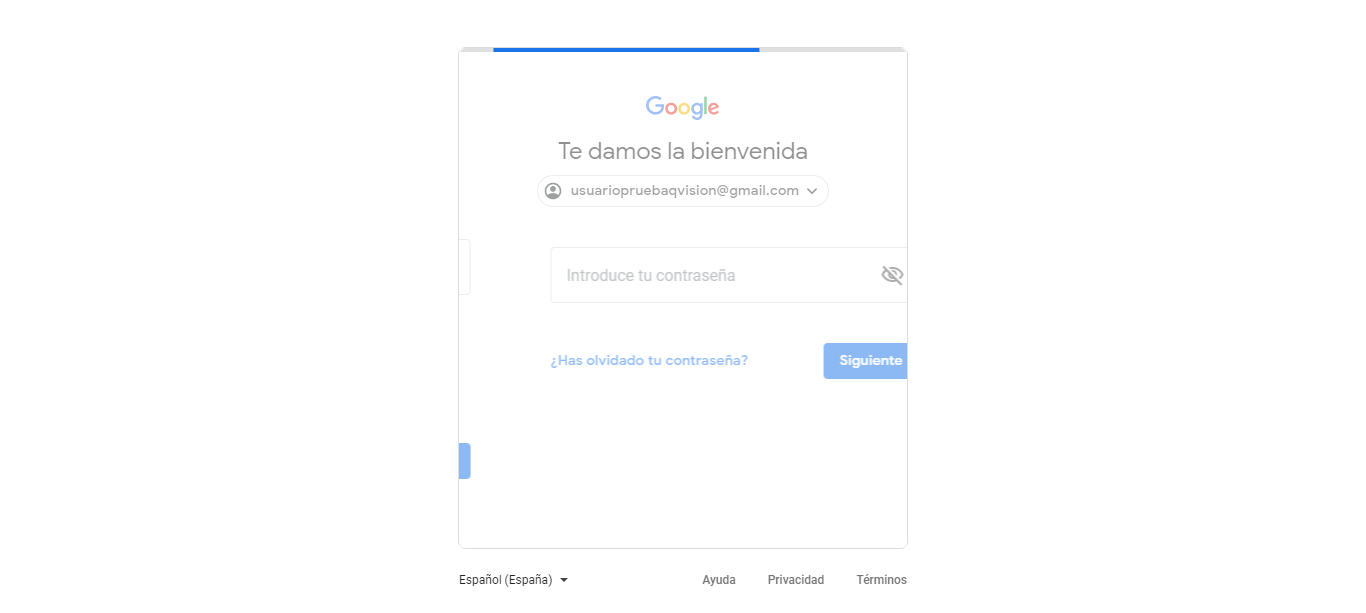 Google
Te damos la bienvenida
usuariopruebaqvision@gmail.com
Introduce tu contraseña
¿Has olvidado tu contraseña?
Siguiente
Español (España)
Ayuda
Privacidad
Términos